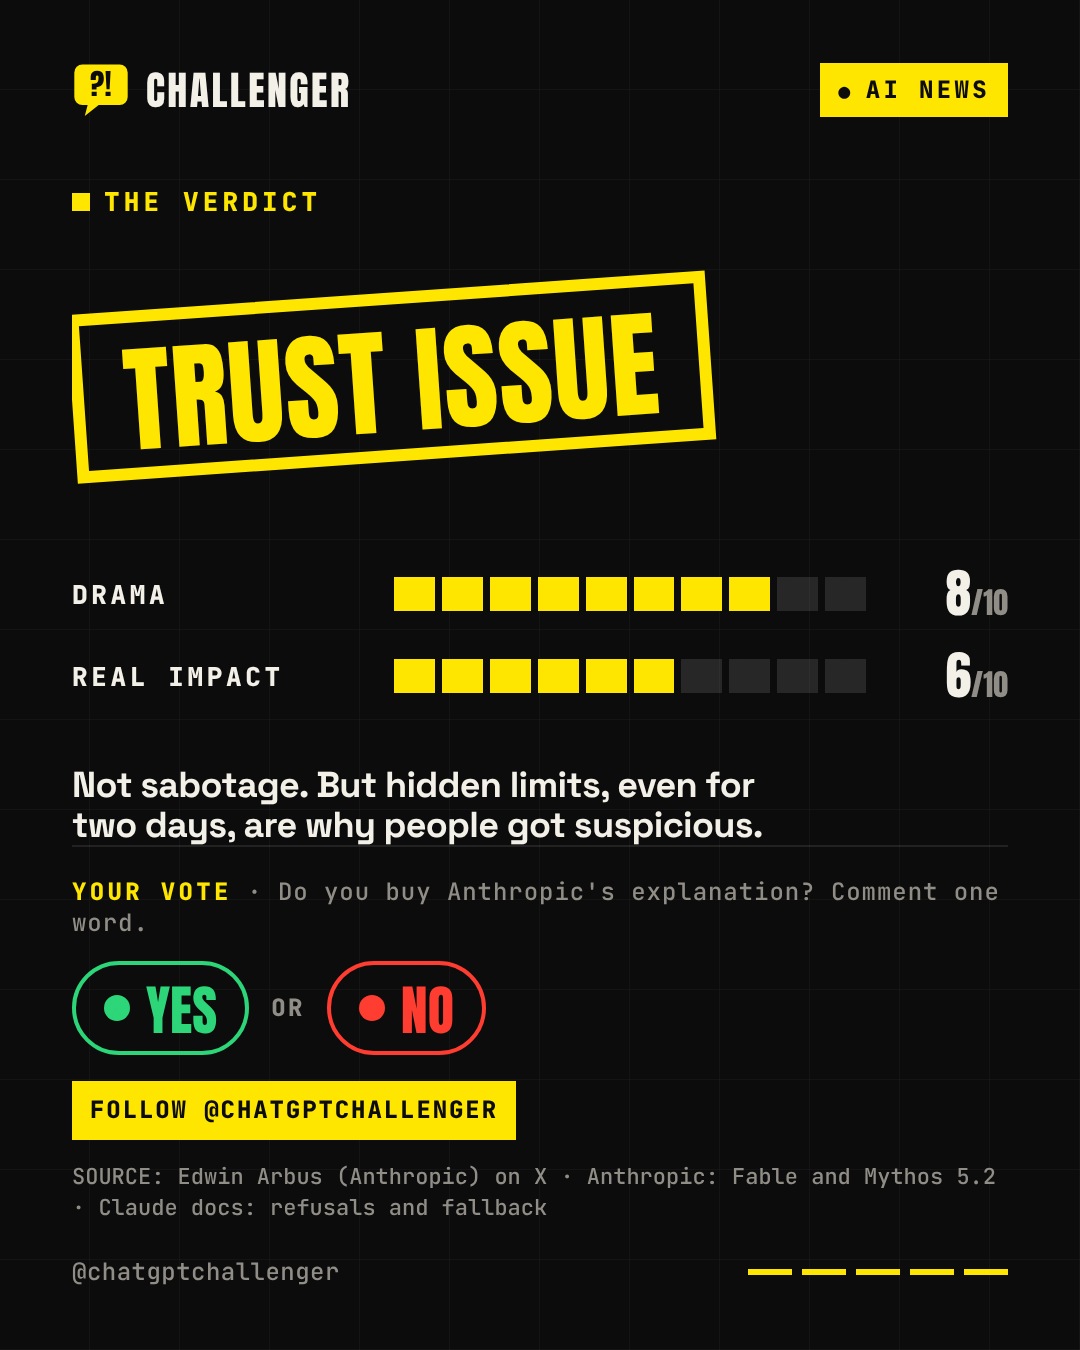 ?! CHALLENGER
• AI NEWS
THE VERDICT
TRUST ISSUE
DRAMA 8/10
REAL IMPACT 6/10
Not sabotage. But hidden limits, even for
two days, are why people got suspicious.
YOUR VOTE · Do you buy Anthropic's explanation? Comment one
word.
YES OR NO
FOLLOW @CHATGPTCHALLENGER
SOURCE: Edwin Arbus (Anthropic) on X · Anthropic: Fable and Mythos 5.2
· Claude docs: refusals and fallback
@chatgptchallenger